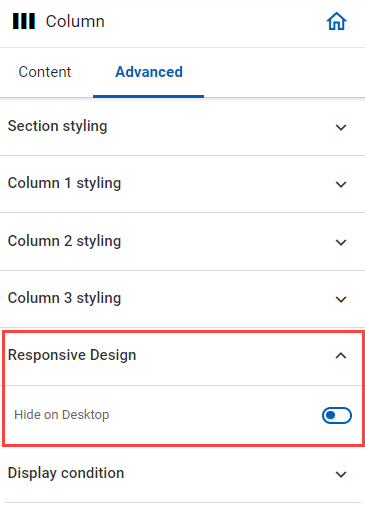 Column
Content Advanced
Section styling
Column 1 styling
Column 2 styling
Column 3 styling
Responsive Design
Hide on Desktop
Display condition